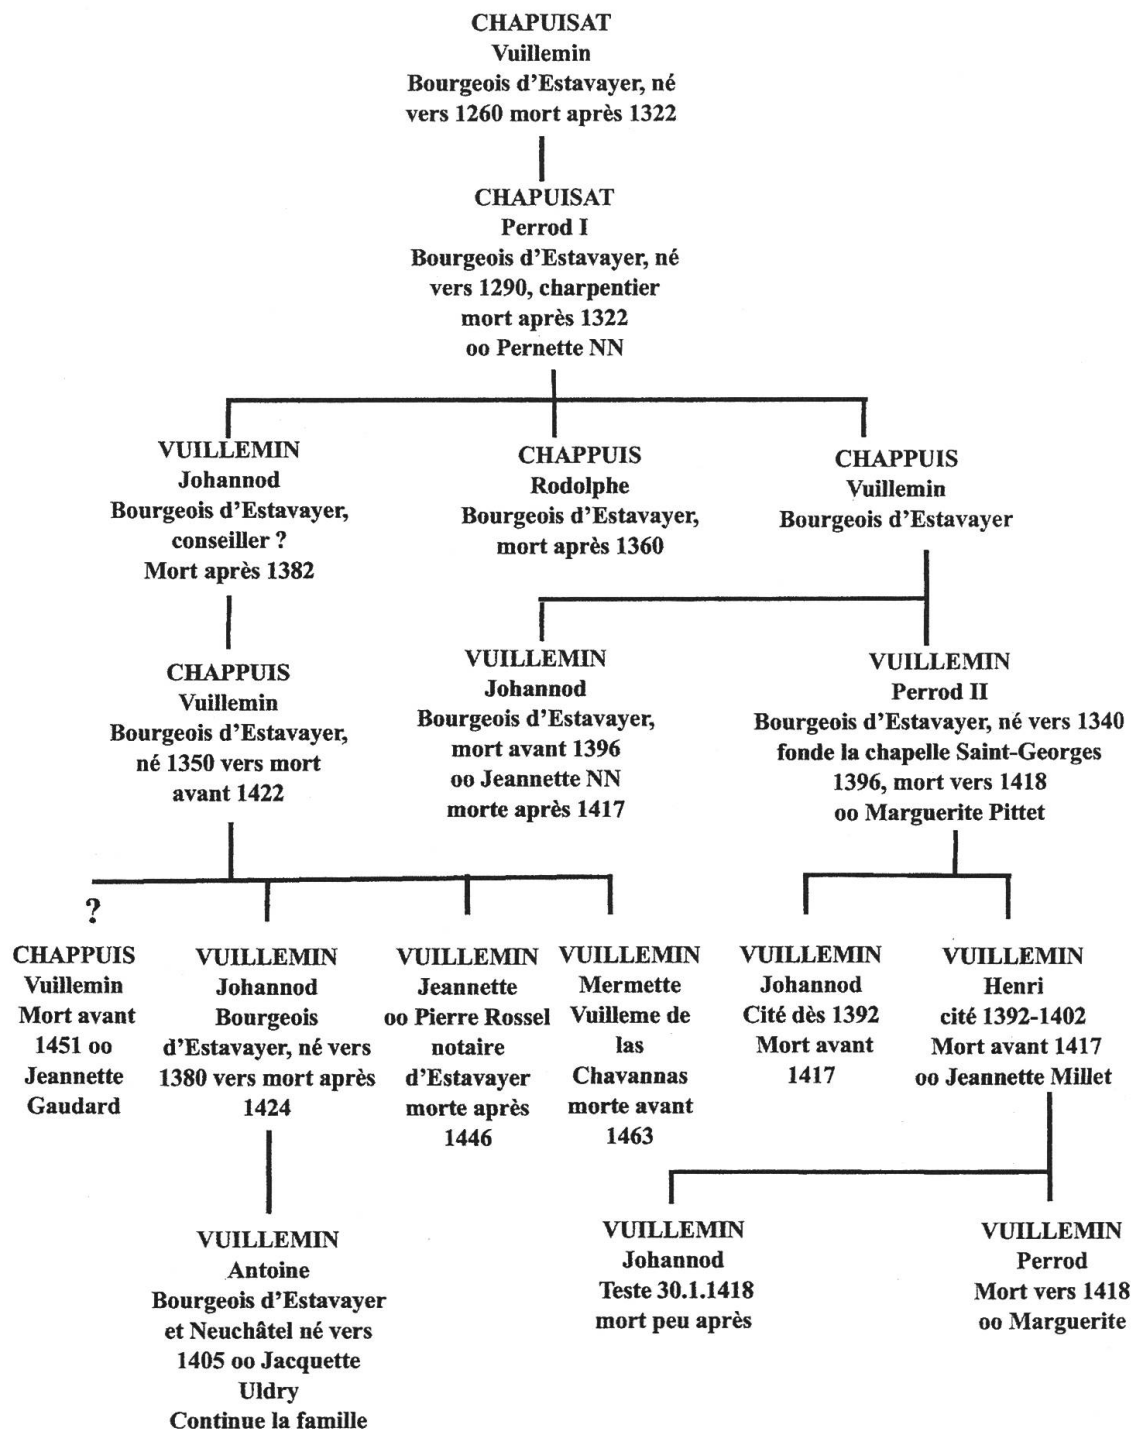 CHAPUISAT
Vuillemin
Bourgeois d'Estavayer, né
vers 1260 mort après 1322
CHAPUISAT
Perrod I
Bourgeois d'Estavayer, né
vers 1290, charpentier
mort après 1322
oo Pernette NN
VUILLEMIN
Johannod
Bourgeois d'Estavayer,
conseiller ?
Mort après 1382
CHAPPUIS
Rodolphe
Bourgeois d'Estavayer,
mort après 1360
CHAPPUIS
Vuillemin
Bourgeois d'Estavayer
CHAPPUIS
Vuillemin
Bourgeois d'Estavayer,
né 1350 vers mort
avant 1422
VUILLEMIN
Johannod
Bourgeois d'Estavayer,
mort avant 1396
oo Jeannette NN
morte après 1417
VUILLEMIN
Perrod II
Bourgeois d'Estavayer, né vers 1340
fonde la chapelle Saint-Georges
1396, mort vers 1418
oo Marguerite Pittet
?
CHAPPUIS
Vuillemin
Mort avant
1451 oo
Jeannette
Gaudard
VUILLEMIN
Johannod
Bourgeois
d'Estavayer, né vers
1380 vers mort après
1424
VUILLEMIN
Jeannette
oo Pierre Rossel
notaire
d'Estavayer
morte après
1446
VUILLEMIN
Mermette
Vuilleme de
las
Chavannas
morte avant
1463
VUILLEMIN
Johannod
Cité dès 1392
Mort avant
1417
VUILLEMIN
Henri
cité 1392-1402
Mort avant 1417
oo Jeannette Millet
VUILLEMIN
Antoine
Bourgeois d'Estavayer
et Neuchâtel né vers
1405 oo Jacquette
Uldry
Continue la famille
VUILLEMIN
Johannod
Teste 30.1.1418
mort peu après
VUILLEMIN
Perrod
Mort vers 1418
oo Marguerite